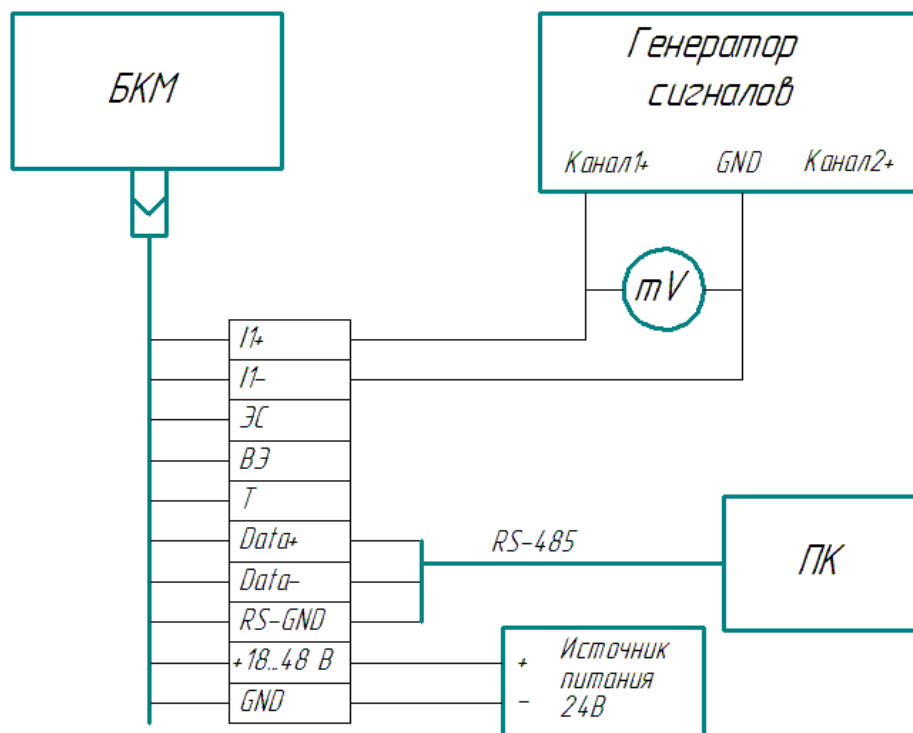 БКМ
Генератор
сигналов
Канал1+ GND Канал2+
mV
I1+
I1-
ЭС
ВЭ
Т
Data+
Data-
RS-GND
+18...48 В
GND
RS-485
ПК
+ Источник
питания
- 24В